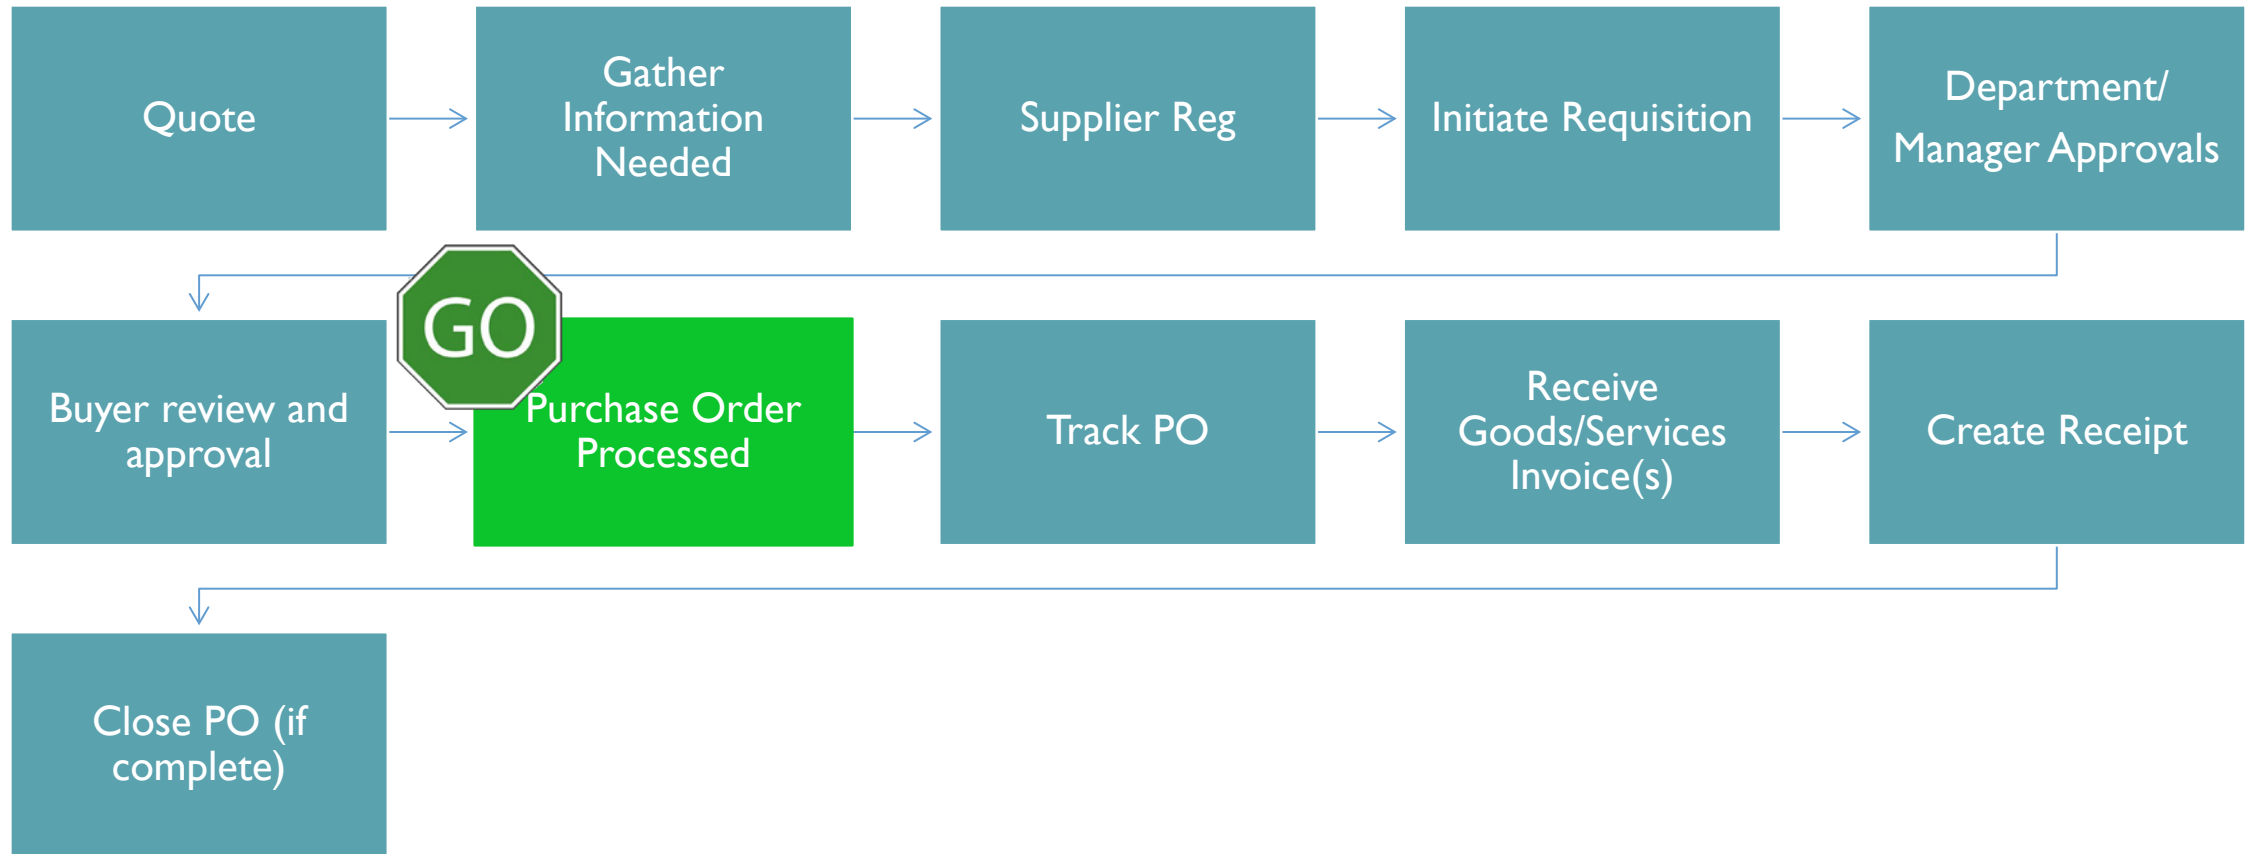 Quote
Gather
Information
Needed
Supplier Reg
Initiate Requisition
Department/
Manager Approvals
Buyer review and
approval
GO
Purchase Order
Processed
Track PO
Receive
Goods/Services
Invoice(s)
Create Receipt
Close PO (if
complete)